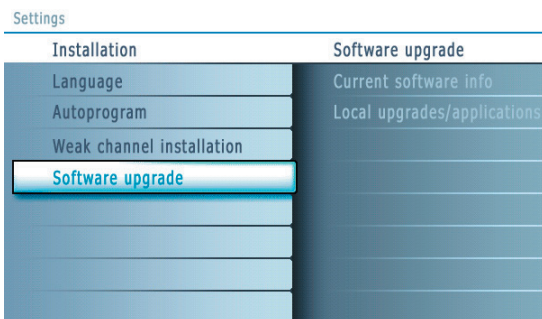 Settings
Installation
Software upgrade
Language
Current software info
Autoprogram
Local upgrades/applications
Weak channel installation
Software upgrade